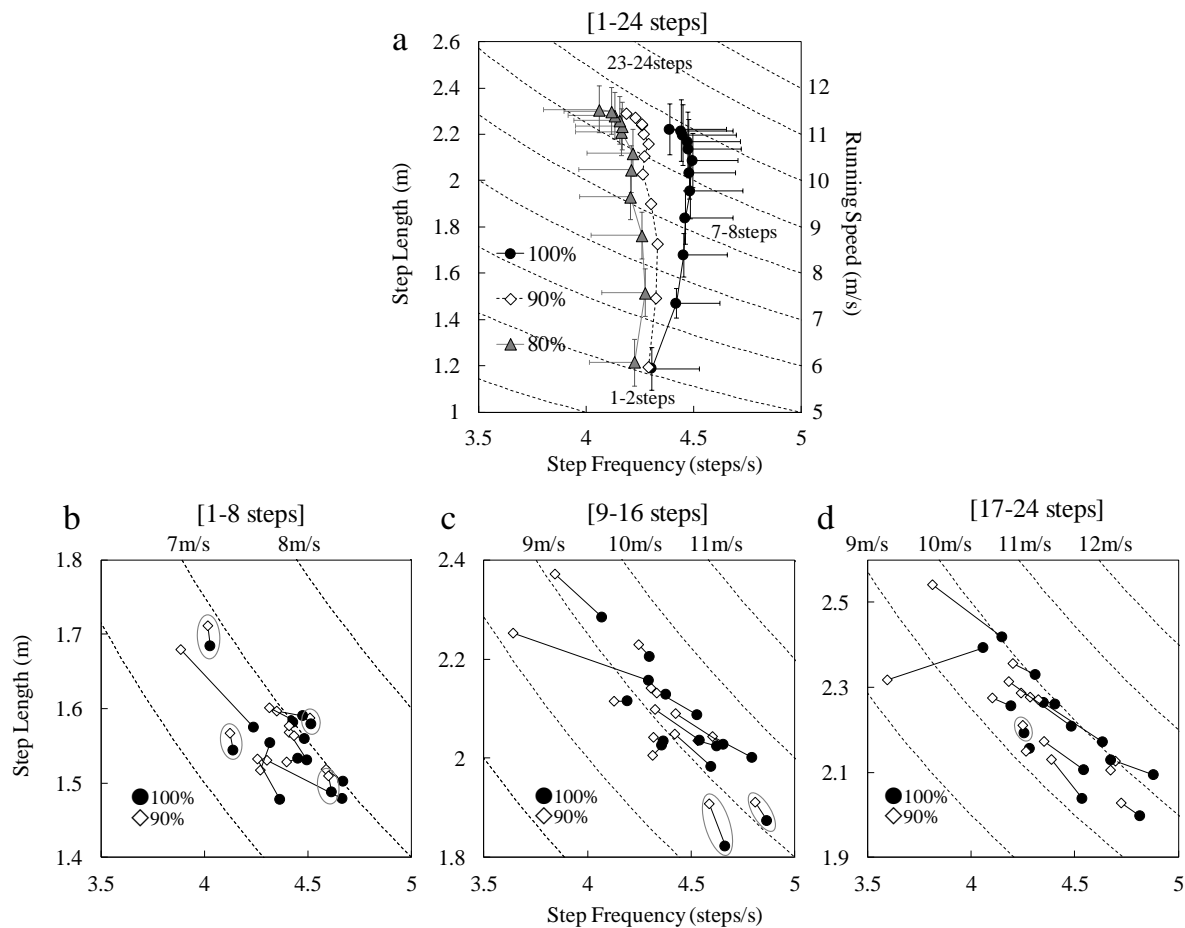 [1-24 steps]
a
2.6
2.4
2.2
2
1.8
1.6
1.4
1.2
1
Step Length (m)
23-24steps
7-8steps
1-2steps
100%
90%
80%
12
11
10
9
8
7
6
5
Running Speed (m/s)
3.5 4 4.5 5
Step Frequency (steps/s)
b
[1-8 steps]
7m/s 8m/s
1.8
1.7
1.6
1.5
1.4
Step Length (m)
100%
90%
3.5 4 4.5 5
c
[9-16 steps]
9m/s 10m/s 11m/s
2.4
2.2
2
1.8
100%
90%
3.5 4 4.5 5
Step Frequency (steps/s)
d
[17-24 steps]
9m/s 10m/s 11m/s 12m/s
2.5
2.3
2.1
1.9
100%
90%
3.5 4 4.5 5
Step Frequency (steps/s)